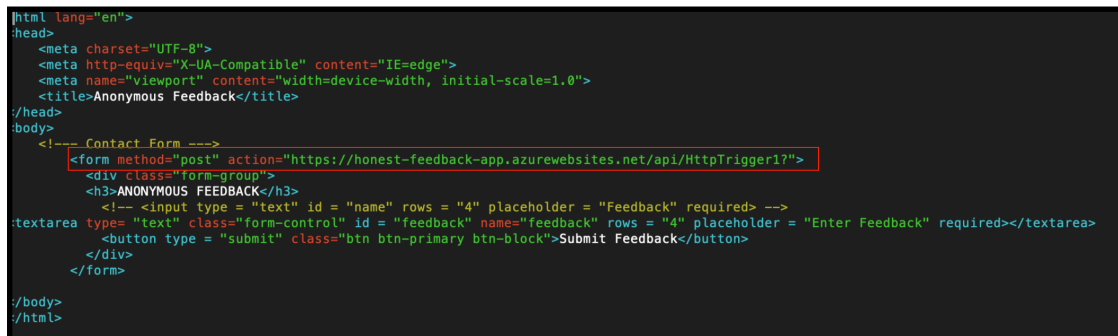 html lang="en">
<head>
<meta charset="UTF-8">
<meta http-equiv="X-UA-Compatible" content="IE=edge">
<meta name="viewport" content="width=device-width, initial-scale=1.0">
<title>Anonymous Feedback</title>
</head>
<body>
<!--- Contact Form --->
<form method="post" action="https://honest-feedback-app.azurewebsites.net/api/HttpTrigger1?">
<div class="form-group">
<h3>ANONYMOUS FEEDBACK</h3>
<!-- <input type = "text" id = "name" rows = "4" placeholder = "Feedback" required> -->
<textarea type= "text" class="form-control" id = "feedback" name="feedback" rows = "4" placeholder = "Enter Feedback" required></textarea>
<button type = "submit" class="btn btn-primary btn-block">Submit Feedback</button>
</div>
</form>
</body>
</html>